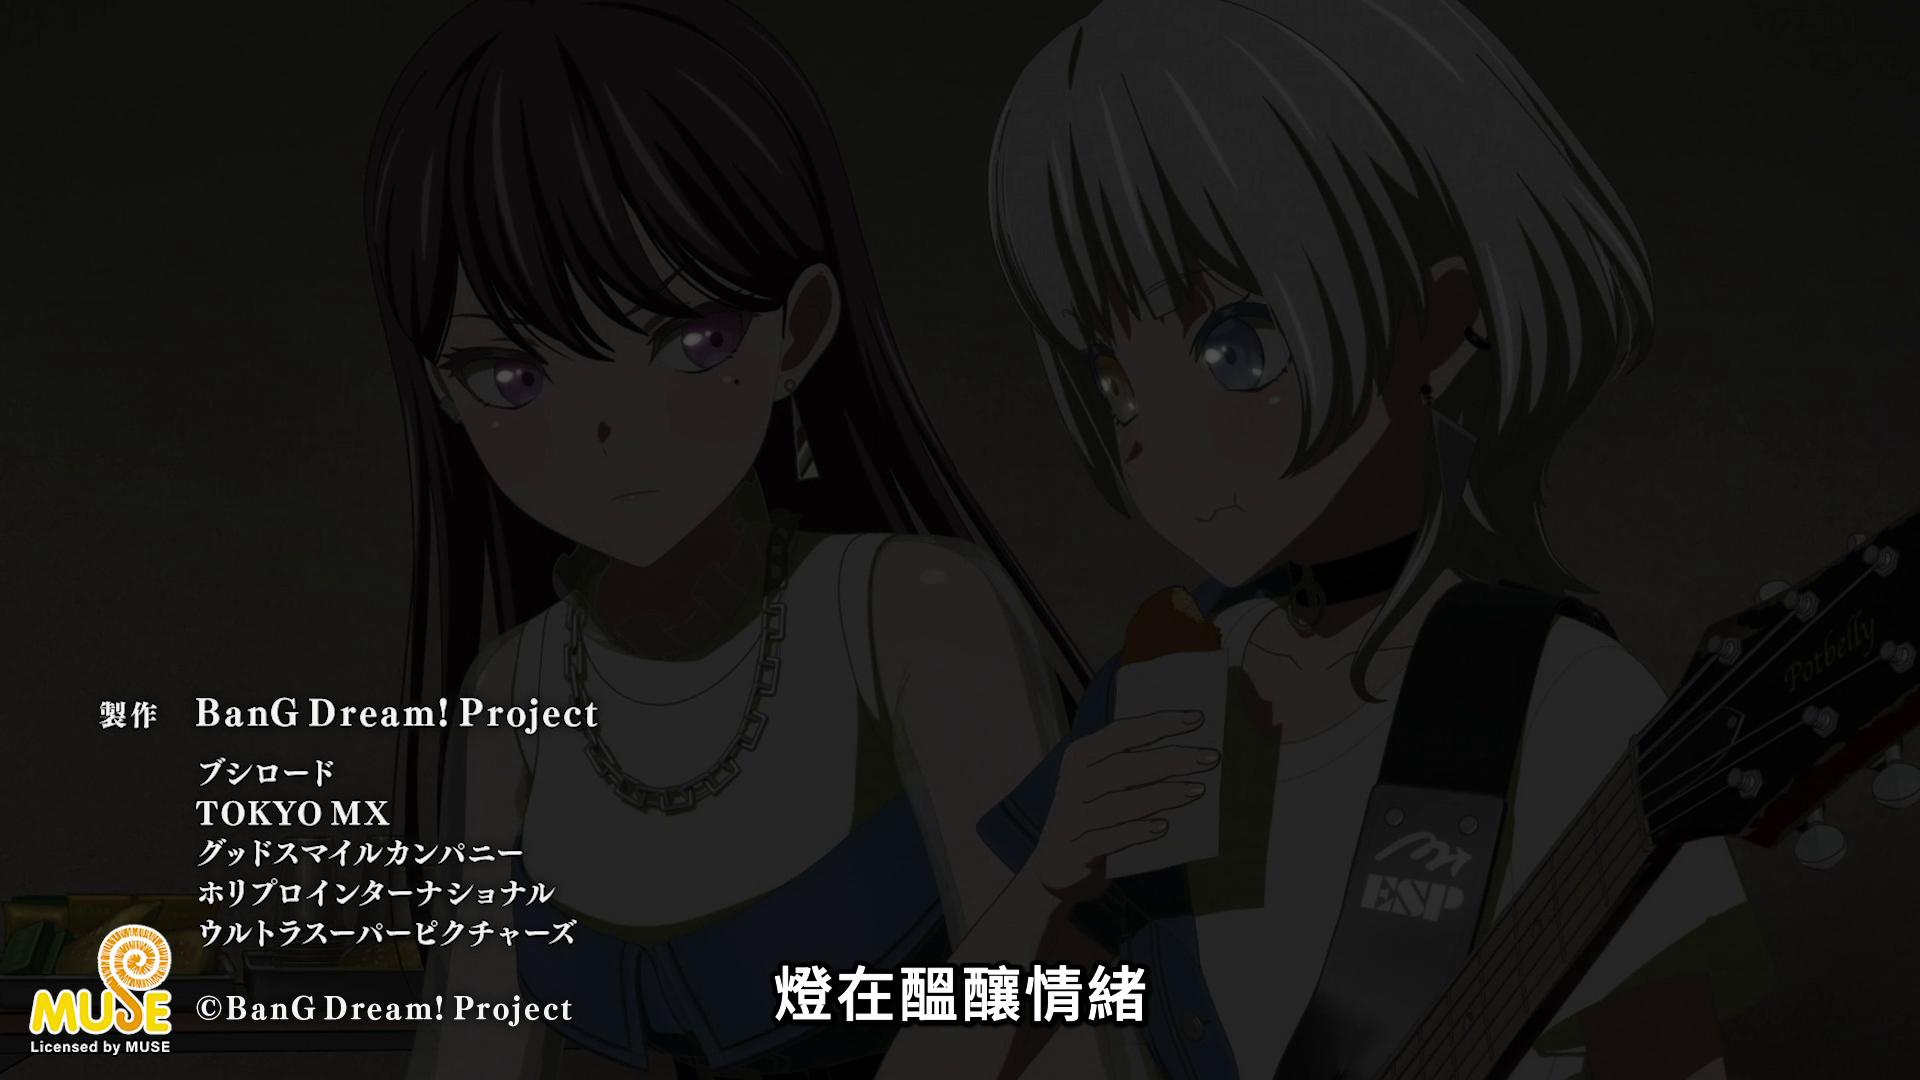 製作 BanG Dream! Project
ブシロード
TOKYO MX
グッドスマイルカンパニー
ホリプロインターナショナル
ウルトラスーパーピクチャーズ
©BanG Dream! Project
MUSE
Licensed by MUSE
燈在醞釀情緒
Potbelly
ESP